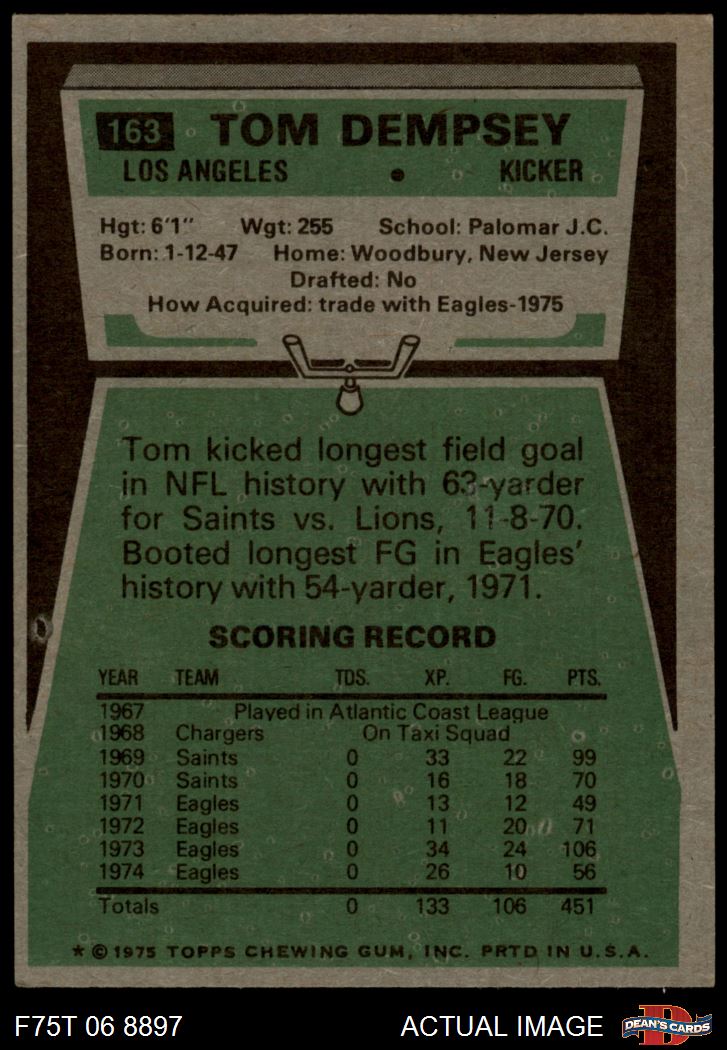 163 TOM DEMPSEY
LOS ANGELES • KICKER
Hgt: 6'1" Wgt: 255 School: Palomar J.C.
Born: 1-12-47 Home: Woodbury, New Jersey
Drafted: No
How Acquired: trade with Eagles-1975
Tom kicked longest field goal
in NFL history with 63-yarder
for Saints vs. Lions, 11-8-70.
Booted longest FG in Eagles'
history with 54-yarder, 1971.
SCORING RECORD
YEAR TEAM TDS. XP. FG. PTS.
1967 Played in Atlantic Coast League
1968 Chargers On Taxi Squad
1969 Saints 0 33 22 99
1970 Saints 0 16 18 70
1971 Eagles 0 13 12 49
1972 Eagles 0 11 20 71
1973 Eagles 0 34 24 106
1974 Eagles 0 26 10 56
Totals 0 133 106 451
* © 1975 TOPPS CHEWING GUM, INC. PRTD IN U.S.A.
F75T 06 8897 ACTUAL IMAGE D DEAN'S CARDS